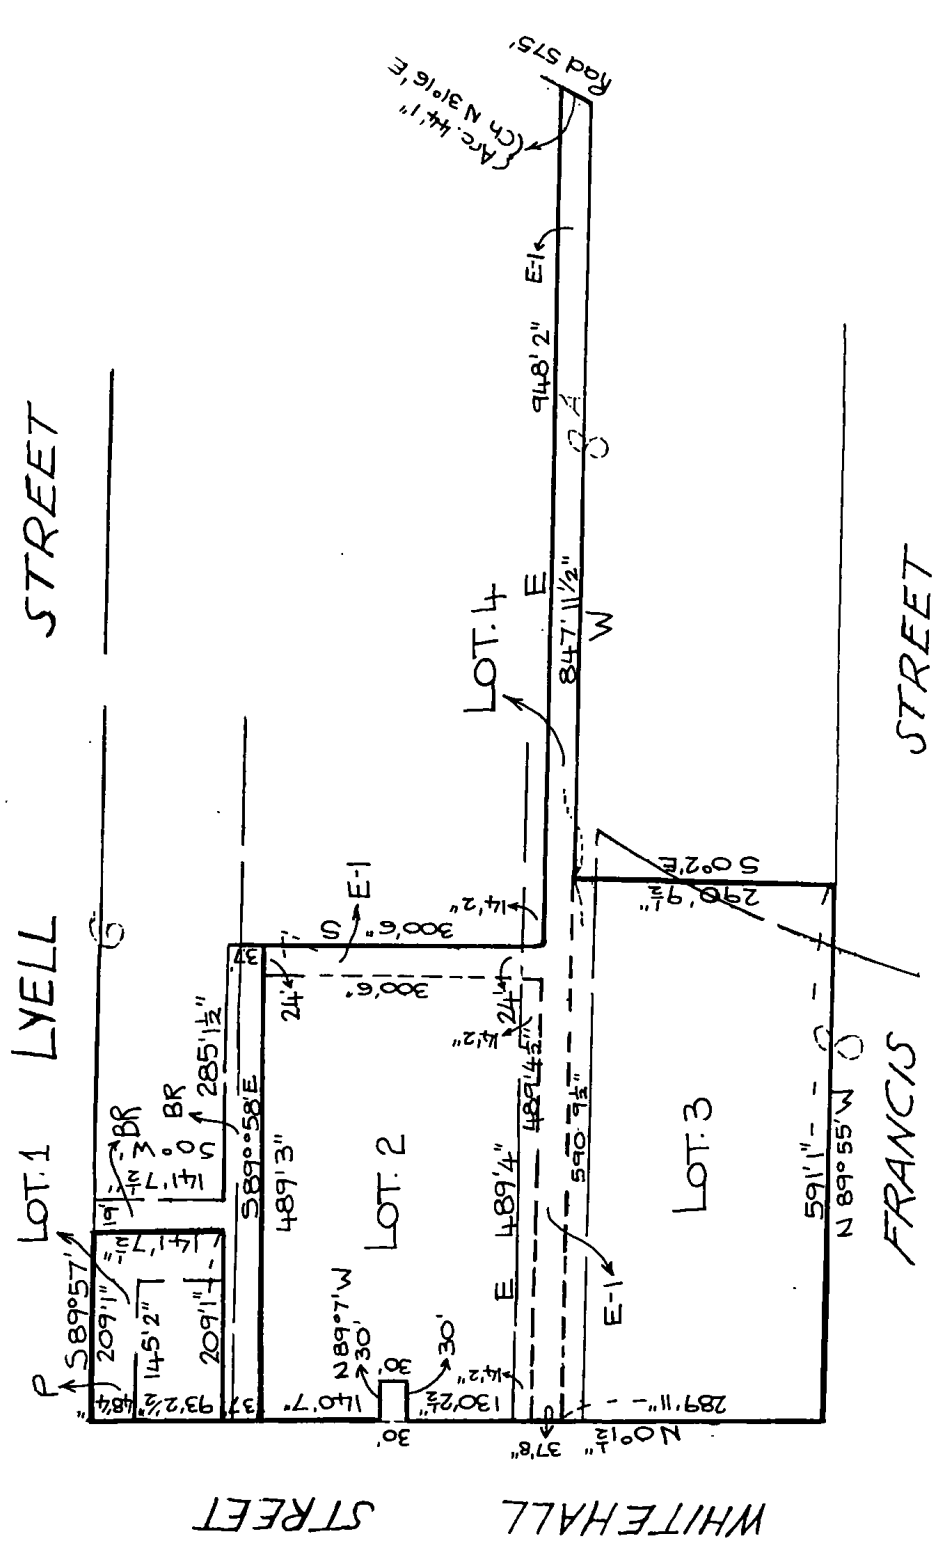 LYELL STREET
LOT. 1
S 89°57'
209'1"
145'2"
209'1"
P
48'4"
93'2½"
37'
141'7½"
19'
BR
S 0° 3'
141'7½"
BR
285'1½"
37'
S 89°58'E
489'3"
24'
S
300'6"
E-1
300'6"
LOT. 2
140'7"
N 89°7'W
30'
30'
30'
30'
130'2½"
14'2"
E
489'4"
14'2"
24'
14'2"
489'4½"
LOT. 4
E
948'2"
E-1
Arc. 44'1"
(Ch N 31°16'E
Rad 575'
847'11½"
W
590'9½"
E-1
37'8"
LOT. 3
S 0°2'E
290'9½"
289'11"
N 0°1½"
591'1"
N 89°55'W
FRANCIS STREET
WHITEHALL STREET